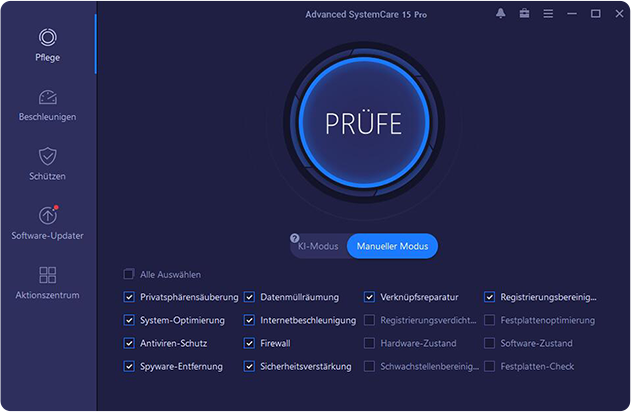 Advanced SystemCare 15 Pro
Pflege
Beschleunigen
Schützen
Software-Updater
Aktionszentrum
PRÜFE
? KI-Modus Manueller Modus
Alle Auswählen
Privatsphärensäuberung Datenmüllräumung Verknüpfsreparatur Registrierungsbereinig...
System-Optimierung Internetbeschleunigung Registrierungsverdicht... Festplattenoptimierung
Antiviren-Schutz Firewall Hardware-Zustand Software-Zustand
Spyware-Entfernung Sicherheitsverstärkung Schwachstellenbereinig... Festplatten-Check